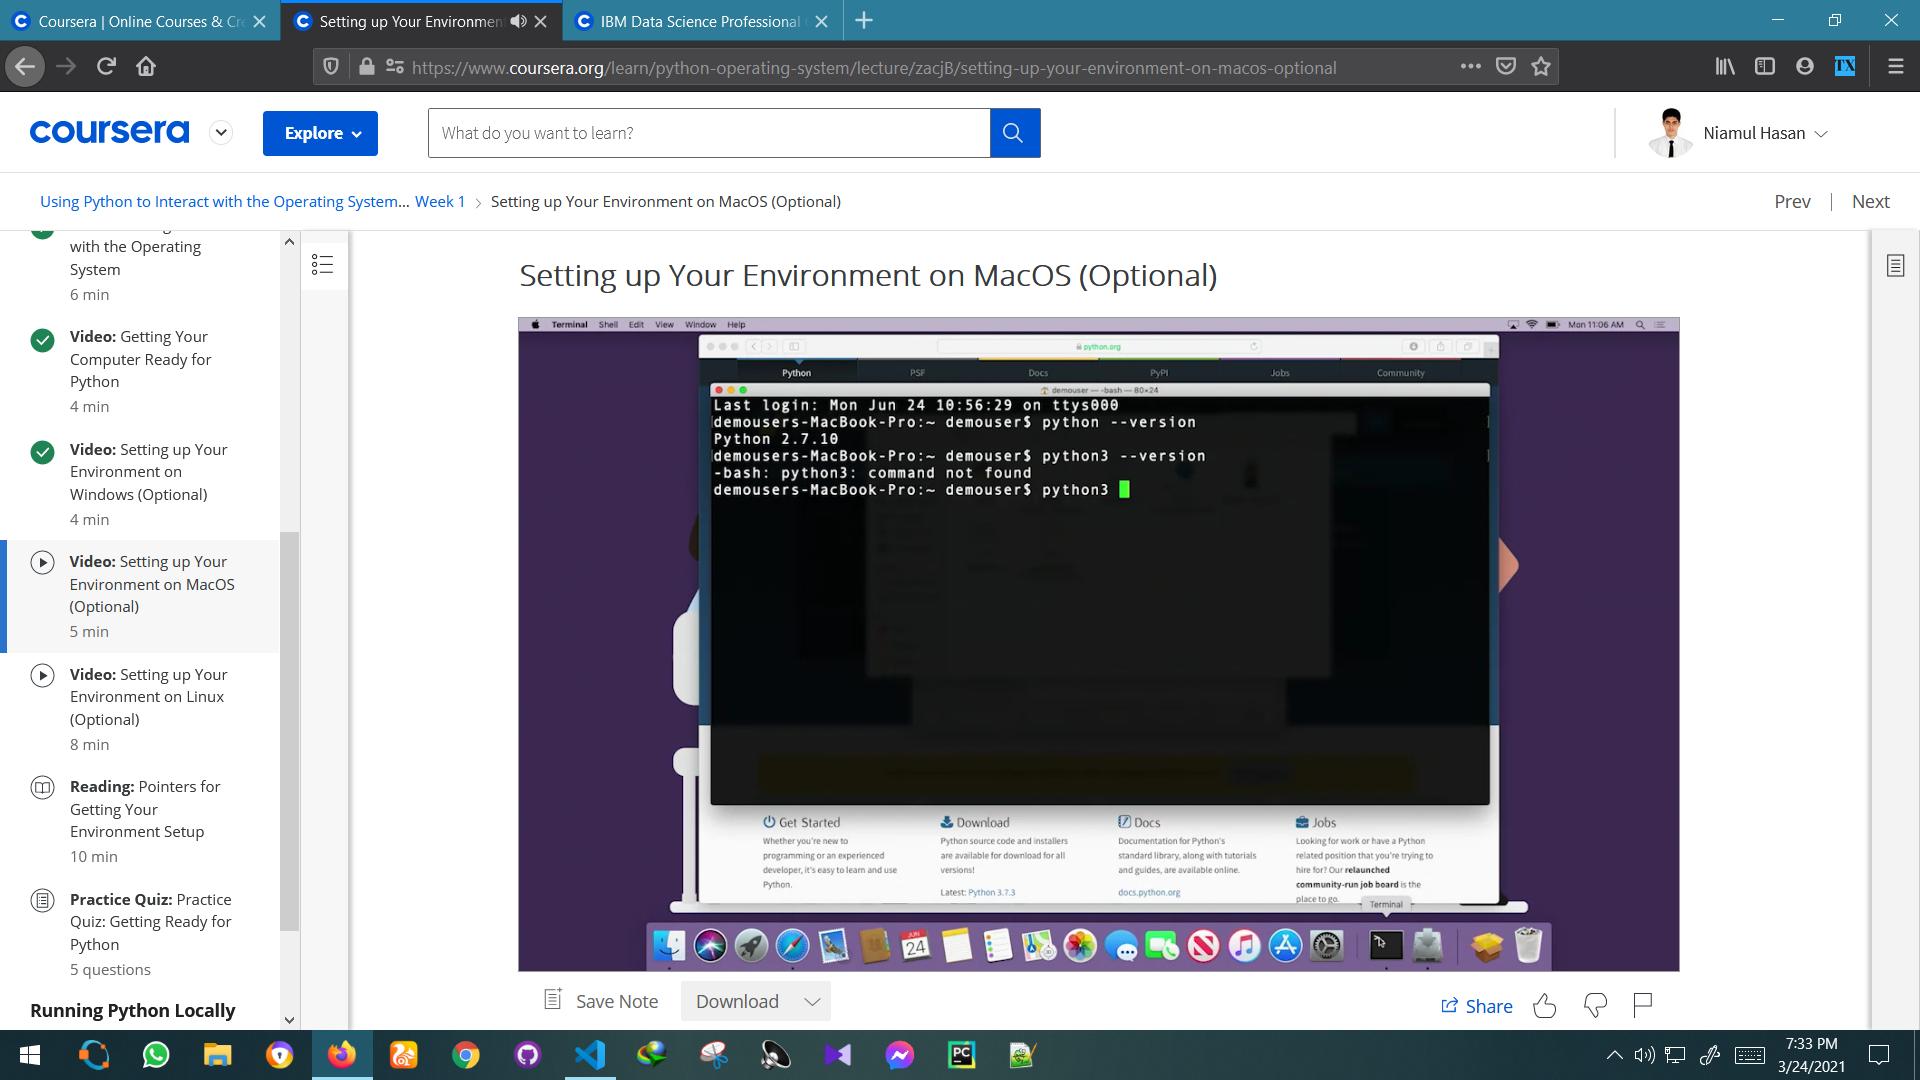 Coursera | Online Courses & Cr
Setting up Your Environmen
IBM Data Science Professional
https://www.coursera.org/learn/python-operating-system/lecture/zacjB/setting-up-your-environment-on-macos-optional
TX
coursera
Explore
What do you want to learn?
Niamul Hasan
Using Python to Interact with the Operating System... Week 1 > Setting up Your Environment on MacOS (Optional)
Prev | Next
with the Operating
System
6 min
Video: Getting Your
Computer Ready for
Python
4 min
Video: Setting up Your
Environment on
Windows (Optional)
4 min
Video: Setting up Your
Environment on MacOS
(Optional)
5 min
Video: Setting up Your
Environment on Linux
(Optional)
8 min
Reading: Pointers for
Getting Your
Environment Setup
10 min
Practice Quiz: Practice
Quiz: Getting Ready for
Python
5 questions
Running Python Locally
Setting up Your Environment on MacOS (Optional)
Terminal Shell Edit View Window Help
Mon 11:06 AM
python.org
Python PSF Docs PyPI Jobs Community
demouser — -bash — 80×24
Last login: Mon Jun 24 10:56:29 on ttys000
demousers-MacBook-Pro:~ demouser$ python --version
Python 2.7.10
demousers-MacBook-Pro:~ demouser$ python3 --version
-bash: python3: command not found
demousers-MacBook-Pro:~ demouser$ python3
Get Started
Whether you're new to
programming or an experienced
developer, it's easy to learn and use
Python.
Download
Python source code and installers
are available for download for all
versions!
Latest: Python 3.7.3
Docs
Documentation for Python's
standard library, along with tutorials
and guides, are available online.
docs.python.org
Jobs
Looking for work or have a Python
related position that you're trying to
hire for? Our relaunched
community-run job board is the
place to go.
Terminal
JUN
24
Save Note
Download
Share
PC
7:33 PM
3/24/2021